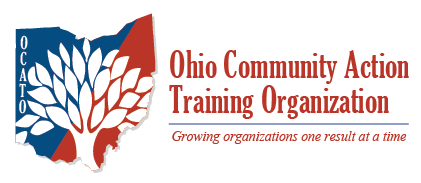 OCATO
Ohio Community Action
Training Organization
Growing organizations one result at a time